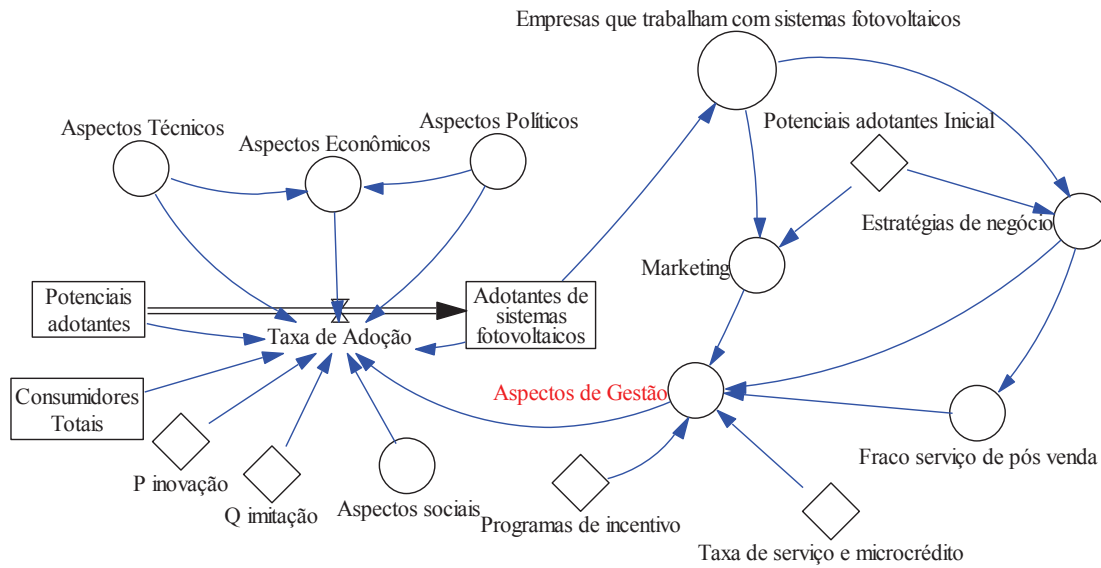 Empresas que trabalham com sistemas fotovoltaicos
Aspectos Técnicos
Aspectos Econômicos
Aspectos Políticos
Potenciais adotantes Inicial
Estratégias de negócio
Marketing
Potenciais
adotantes
Adotantes de
sistemas
fotovoltaicos
Taxa de Adoção
Consumidores
Totais
Aspectos de Gestão
P inovação
Q imitação
Aspectos sociais
Programas de incentivo
Fraco serviço de pós venda
Taxa de serviço e microcrédito